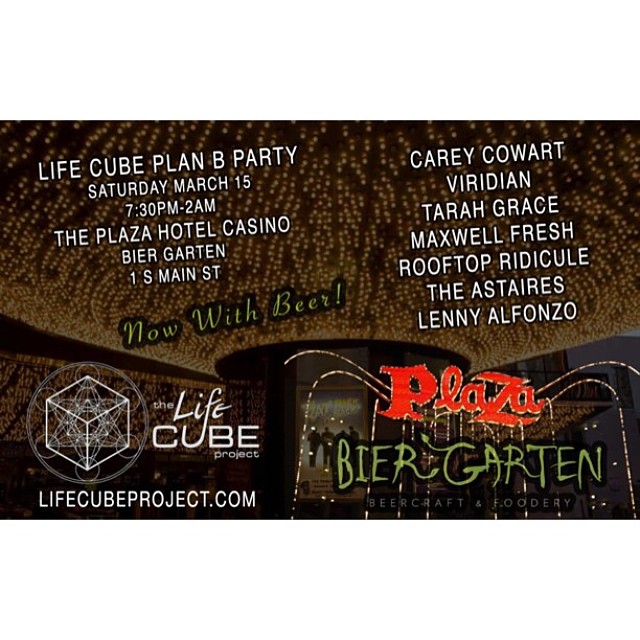 LIFE CUBE PLAN B PARTY
SATURDAY MARCH 15
7:30PM-2AM
THE PLAZA HOTEL CASINO
BIER GARTEN
1 S MAIN ST
CAREY COWART
VIRIDIAN
TARAH GRACE
MAXWELL FRESH
ROOFTOP RIDICULE
THE ASTAIRES
LENNY ALFONZO
Now With Beer!
the Life
CUBE
project
LIFECUBEPROJECT.COM
Plaza
BIER GARTEN
BEERCRAFT & FOODERY